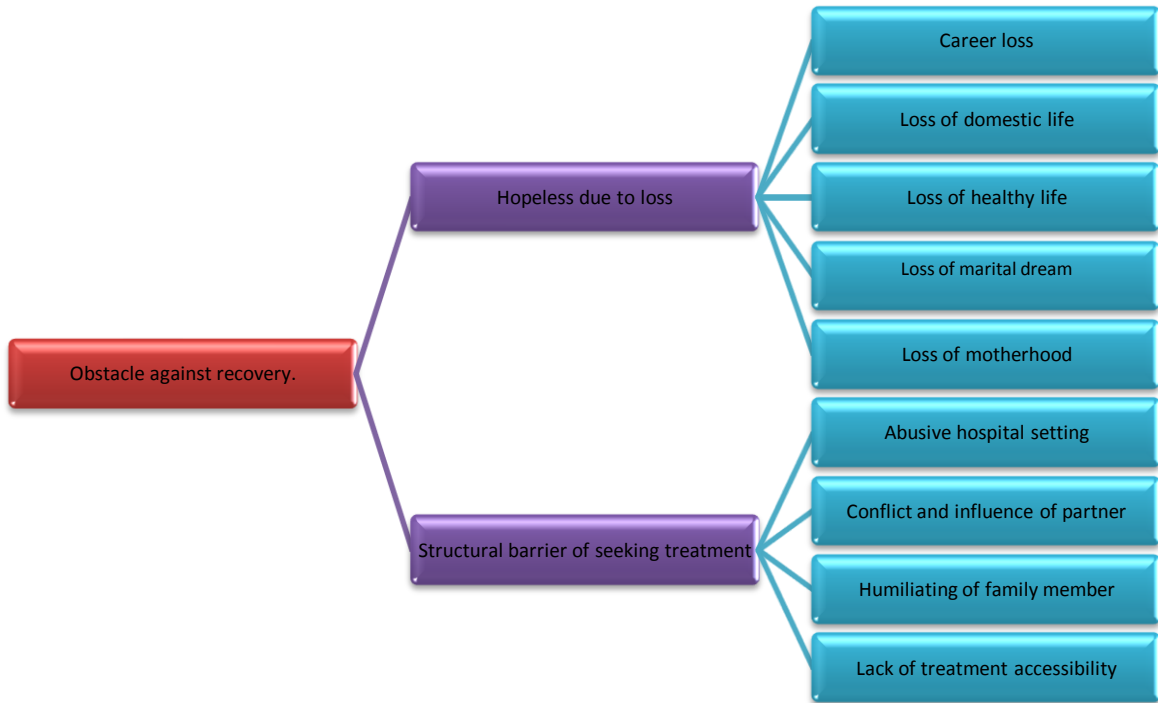 Obstacle against recovery.
Hopeless due to loss
Career loss
Loss of domestic life
Loss of healthy life
Loss of marital dream
Loss of motherhood
Structural barrier of seeking treatment
Abusive hospital setting
Conflict and influence of partner
Humiliating of family member
Lack of treatment accessibility